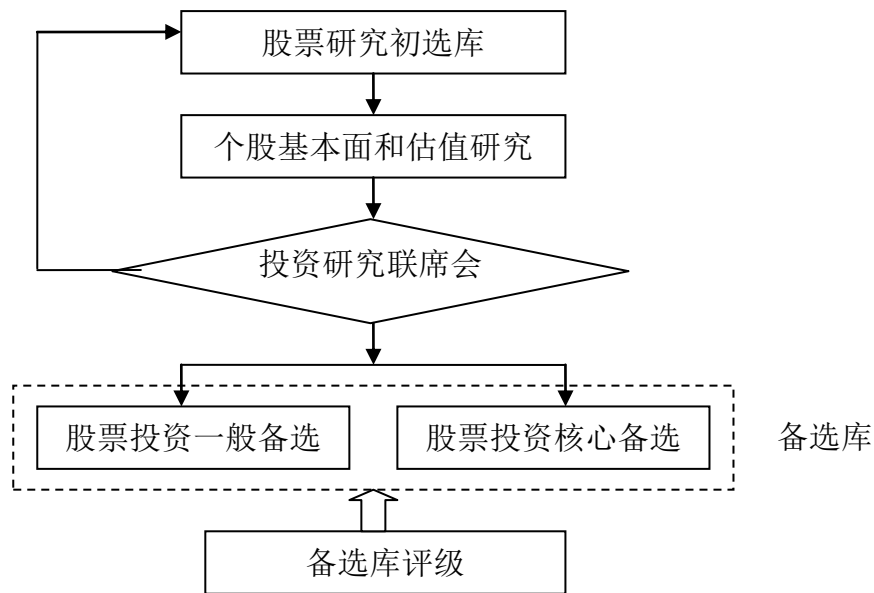 股票研究初选库
个股基本面和估值研究
投资研究联席会
股票投资一般备选
股票投资核心备选
备选库
备选库评级